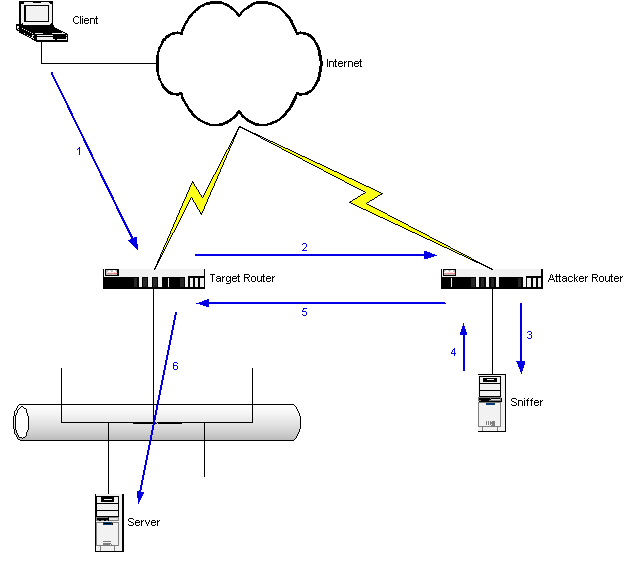 Client
Internet
1
2
Target Router
Attacker Router
5
4
3
6
Sniffer
Server